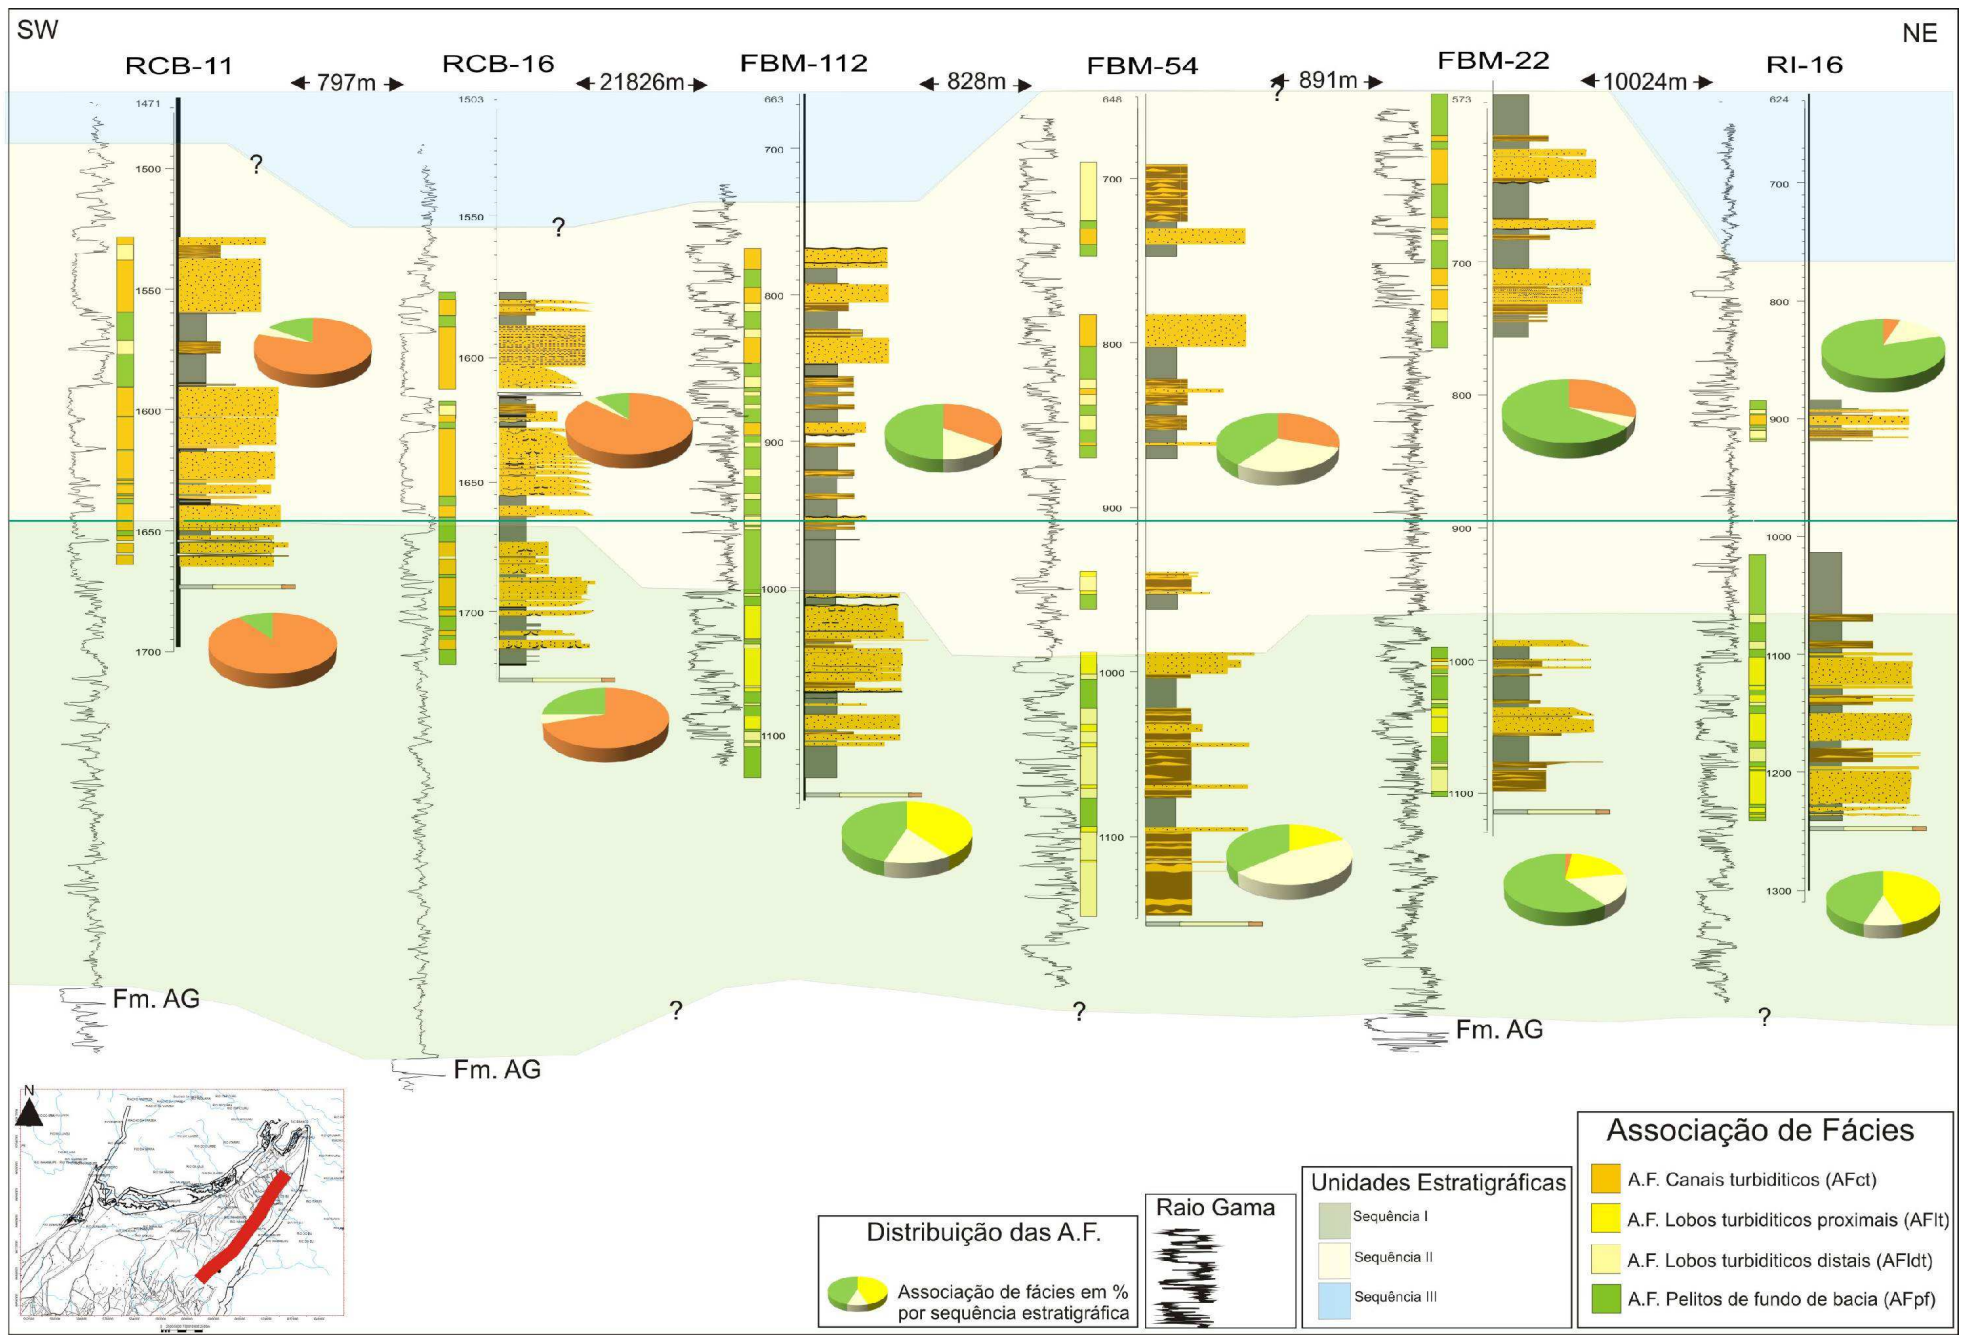 SW
NE
RCB-11
797m
RCB-16
21826m
FBM-112
828m
FBM-54
891m
FBM-22
10024m
RI-16
1471
1500
1550
1600
1650
1700
1503
1550
1600
1650
1700
663
700
800
900
1000
1100
648
700
800
900
1000
1100
573
700
800
900
1000
1100
624
700
800
900
1000
1100
1200
1300
?
?
?
?
?
?
Fm. AG
Fm. AG
Fm. AG
N
Distribuição das A.F.
Associação de fácies em %
por sequência estratigráfica
Raio Gama
Unidades Estratigráficas
Sequência I
Sequência II
Sequência III
Associação de Fácies
A.F. Canais turbidíticos (AFct)
A.F. Lobos turbidíticos proximais (AFlt)
A.F. Lobos turbidíticos distais (AFldt)
A.F. Pelitos de fundo de bacia (AFpf)